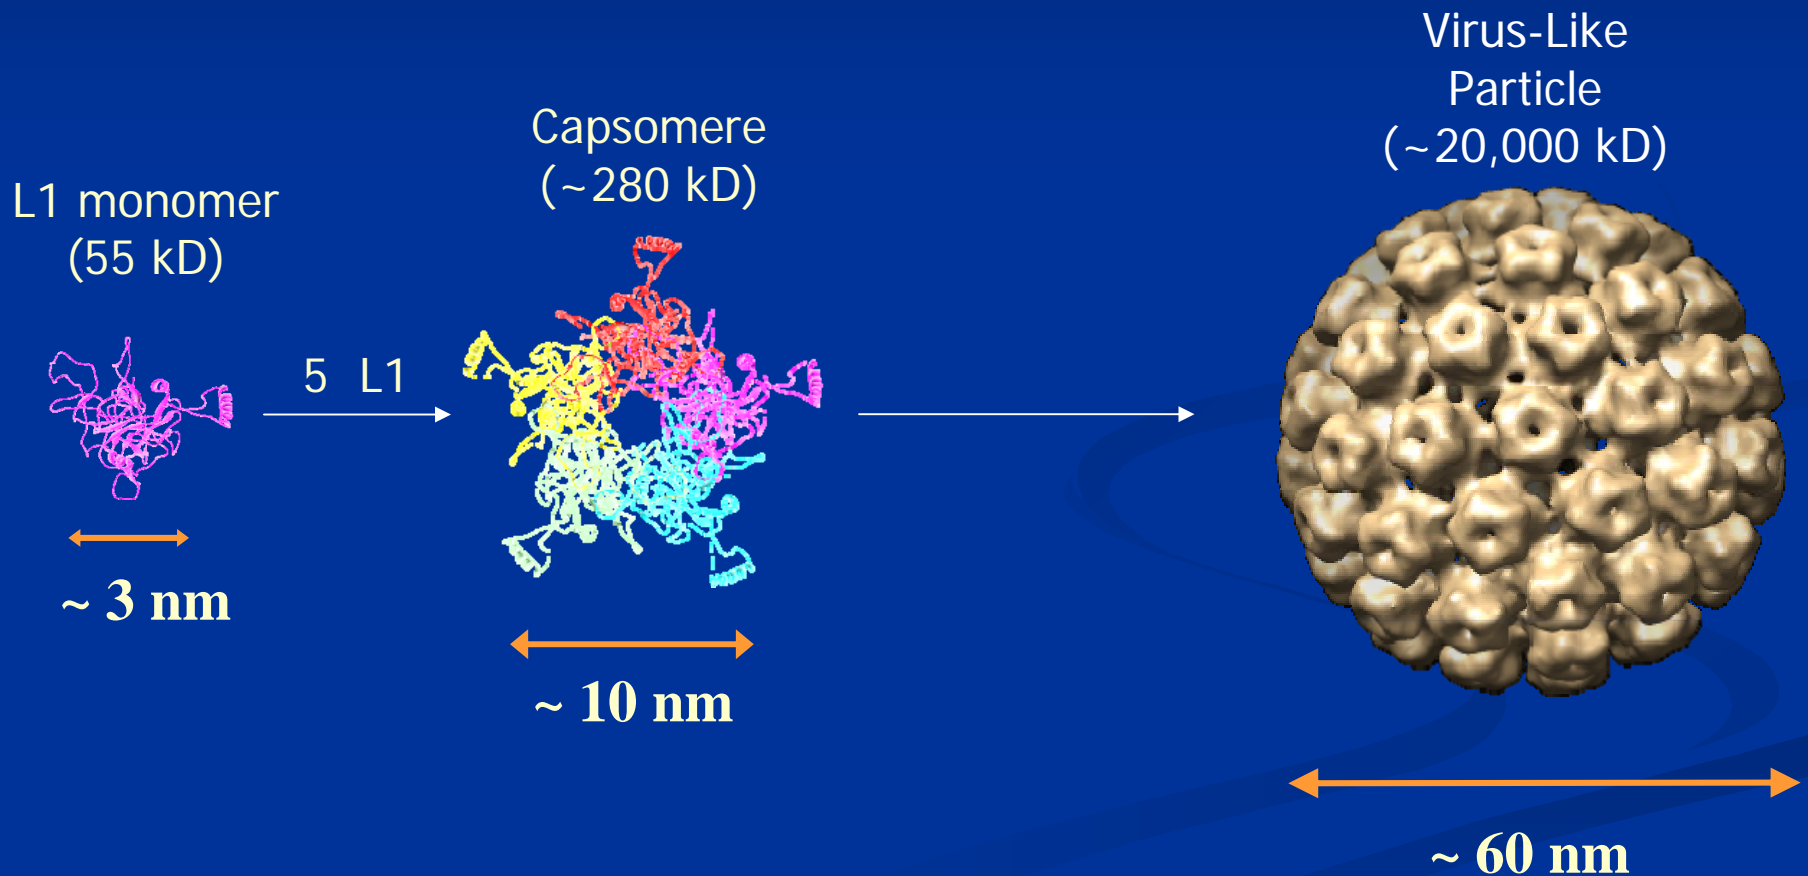 L1 monomer
(55 kD)
~ 3 nm
5 L1
Capsomere
(~280 kD)
~ 10 nm
Virus-Like
Particle
(~20,000 kD)
~ 60 nm